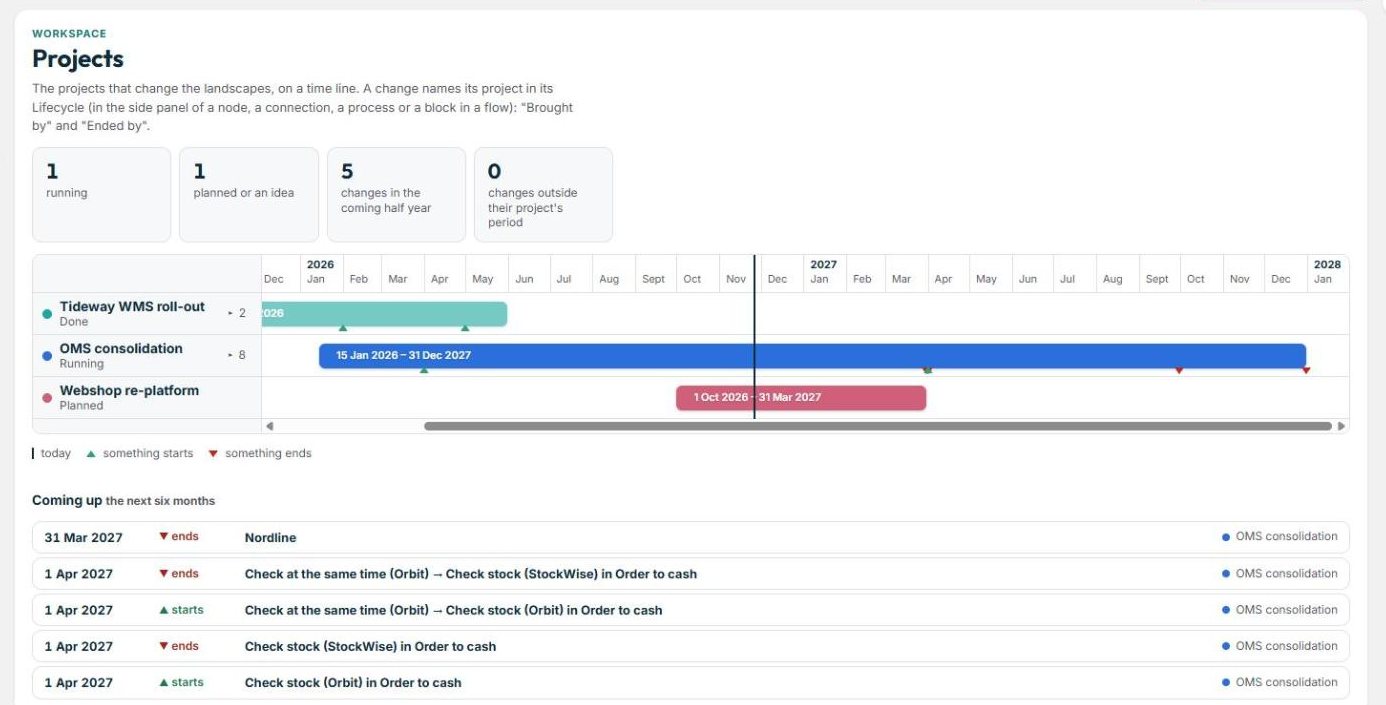 WORKSPACE
Projects
The projects that change the landscapes, on a time line. A change names its project in its
Lifecycle (in the side panel of a node, a connection, a process or a block in a flow): "Brought
by" and "Ended by".
1
running
1
planned or an idea
5
changes in the
coming half year
0
changes outside
their project's
period
2026 2027 2028
Dec Jan Feb Mar Apr May Jun Jul Aug Sept Oct Nov Dec Jan Feb Mar Apr May Jun Jul Aug Sept Oct Nov Dec Jan
Tideway WMS roll-out ▸ 2
Done
2026
OMS consolidation ▸ 8
Running
15 Jan 2026 – 31 Dec 2027
Webshop re-platform
Planned
1 Oct 2026 – 31 Mar 2027
today ▲ something starts ▼ something ends
Coming up the next six months
31 Mar 2027 ▼ ends Nordline OMS consolidation
1 Apr 2027 ▼ ends Check at the same time (Orbit) → Check stock (StockWise) in Order to cash OMS consolidation
1 Apr 2027 ▲ starts Check at the same time (Orbit) → Check stock (Orbit) in Order to cash OMS consolidation
1 Apr 2027 ▼ ends Check stock (StockWise) in Order to cash OMS consolidation
1 Apr 2027 ▲ starts Check stock (Orbit) in Order to cash OMS consolidation